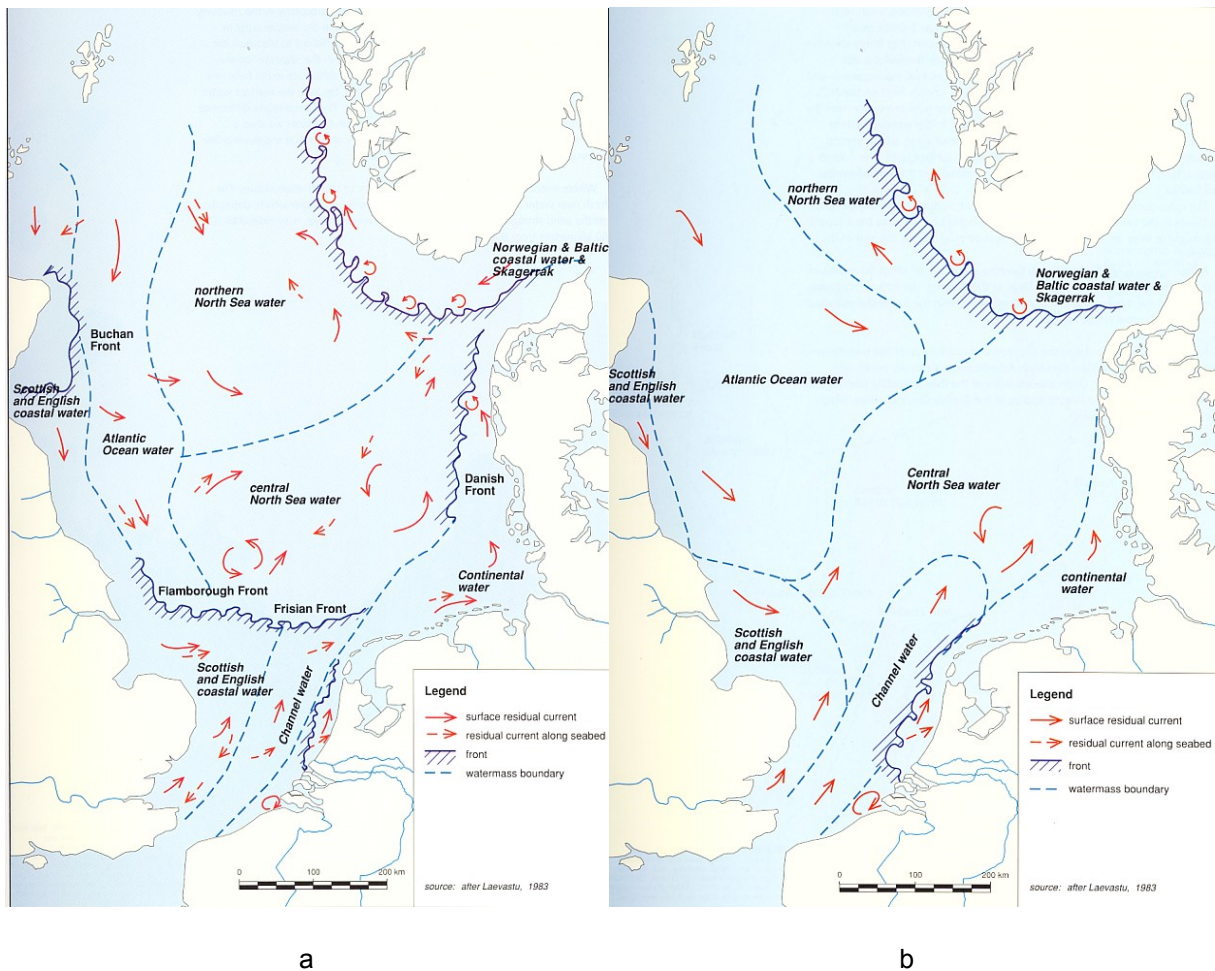 northern
North Sea water
Norwegian & Baltic
coastal water &
Skagerrak
Buchan
Front
Scottish
and English
coastal water
Atlantic
Ocean water
central
North Sea water
Danish
Front
Flamborough Front
Frisian Front
Continental
water
Scottish
and English
coastal water
Channel water
Legend
surface residual current
residual current along seabed
front
watermass boundary
0 100 200 km
source: after Laevastu, 1983
a
northern
North Sea water
Norwegian &
Baltic coastal water &
Skagerrak
Scottish
and English
coastal water
Atlantic Ocean water
Central
North Sea water
continental
water
Scottish
and English
coastal water
Channel water
Legend
surface residual current
residual current along seabed
front
watermass boundary
0 100 200 km
source: after Laevastu, 1983
b